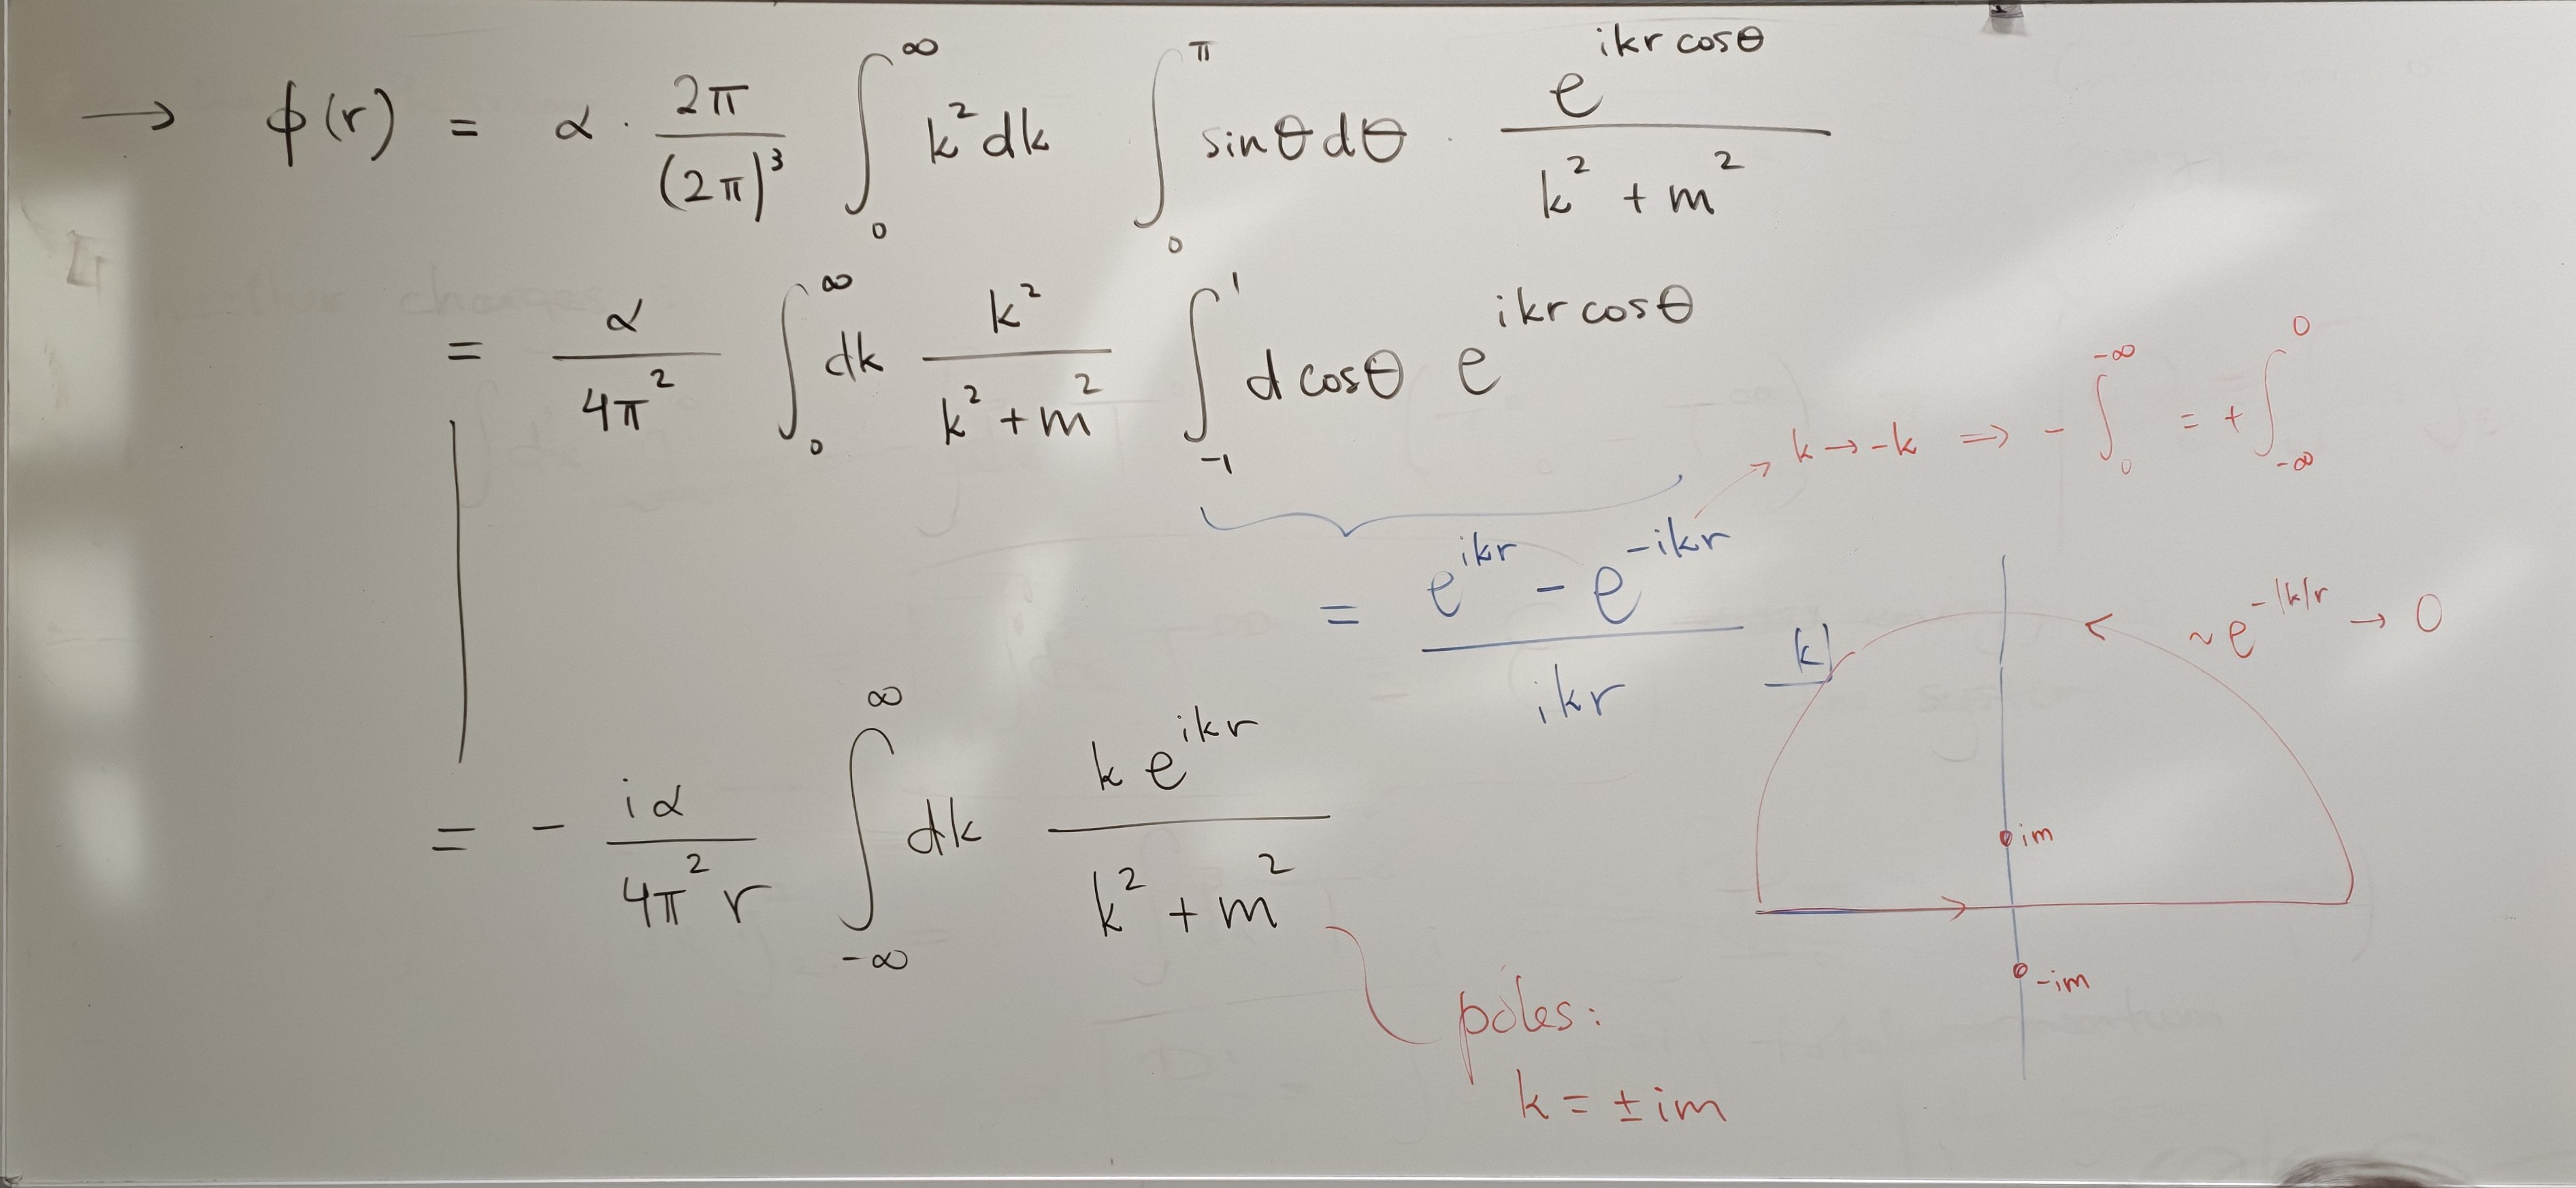 → ϕ(r) = α · 2π/(2π)³ ∫₀^∞ k² dk ∫₀^π sinθ dθ · e^{ikr cosθ}/(k² + m²)
= α/(4π²) ∫₀^∞ dk k²/(k² + m²) ∫₋₁^1 d cosθ e^{ikr cosθ}
k → -k ⇒ - ∫₀^{-∞} = + ∫_{-∞}^0
= (e^{ikr} - e^{-ikr})/(ikr)
k
~e^{-|k|r} → 0
= - iα/(4π² r) ∫_{-∞}^∞ dk k e^{ikr}/(k² + m²)
im
-im
poles:
k = ± im